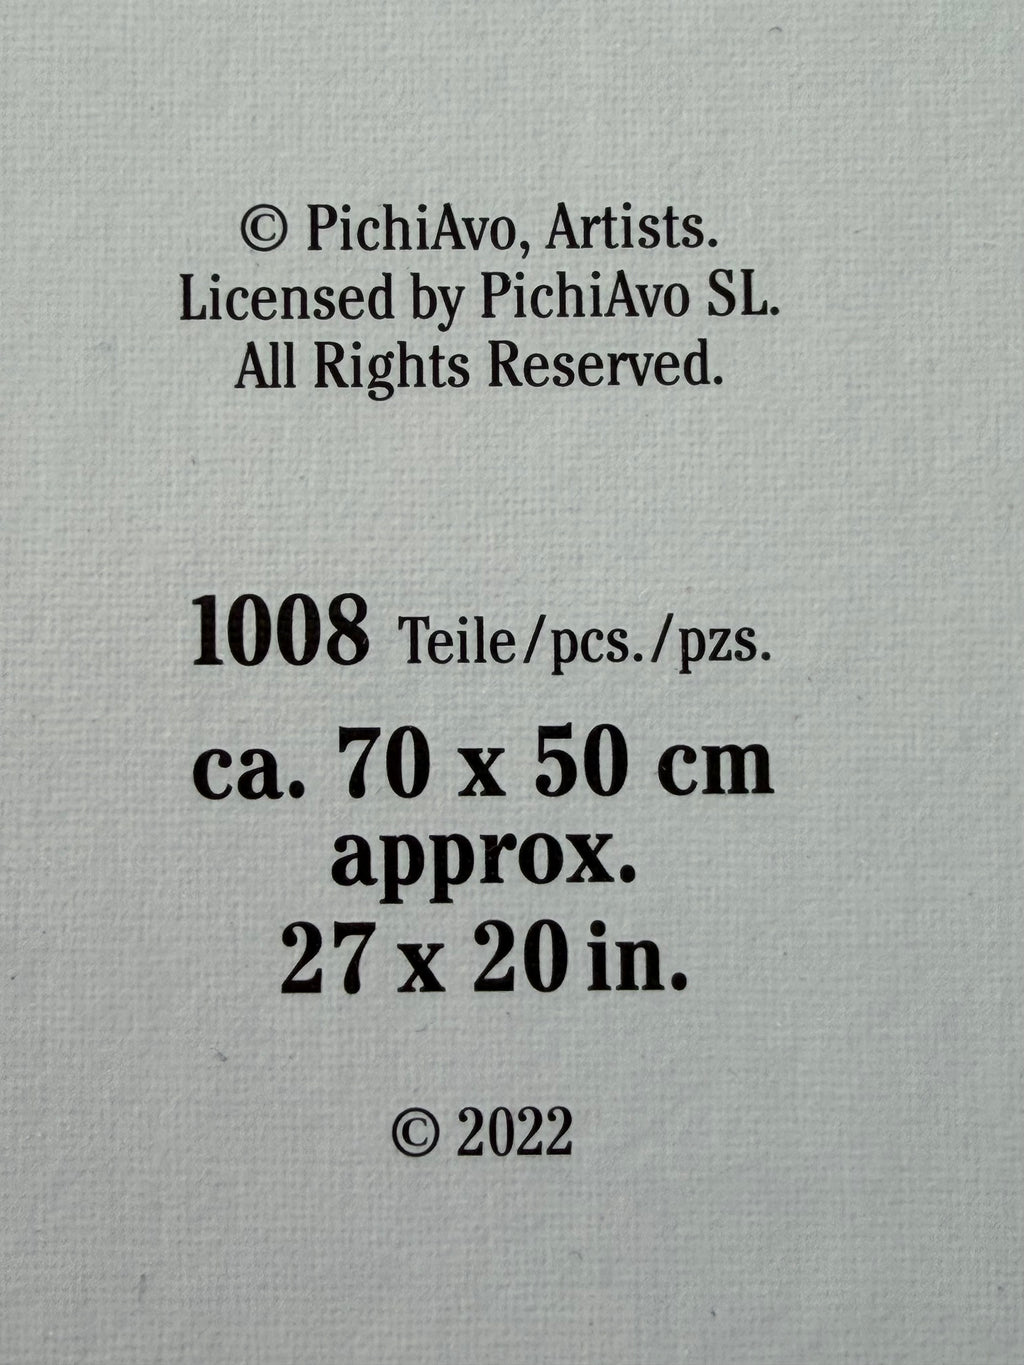 © PichiAvo, Artists.
Licensed by PichiAvo SL.
All Rights Reserved.
1008 Teile/pcs./pzs.
ca. 70 x 50 cm
approx.
27 x 20 in.
© 2022